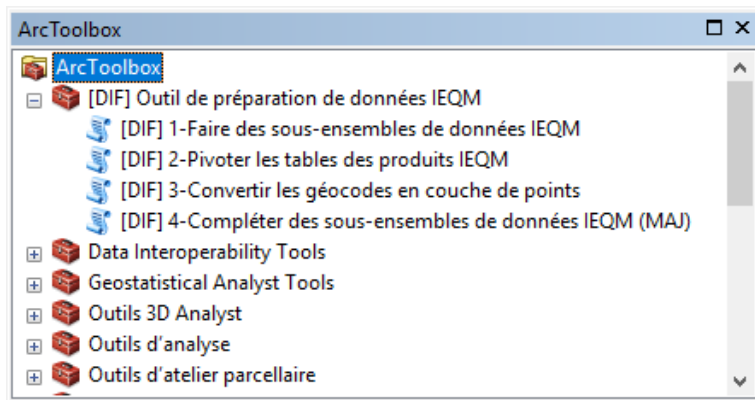 ArcToolbox
ArcToolbox
[DIF] Outil de préparation de données IEQM
[DIF] 1-Faire des sous-ensembles de données IEQM
[DIF] 2-Pivoter les tables des produits IEQM
[DIF] 3-Convertir les géocodes en couche de points
[DIF] 4-Compléter des sous-ensembles de données IEQM (MAJ)
Data Interoperability Tools
Geostatistical Analyst Tools
Outils 3D Analyst
Outils d'analyse
Outils d'atelier parcellaire